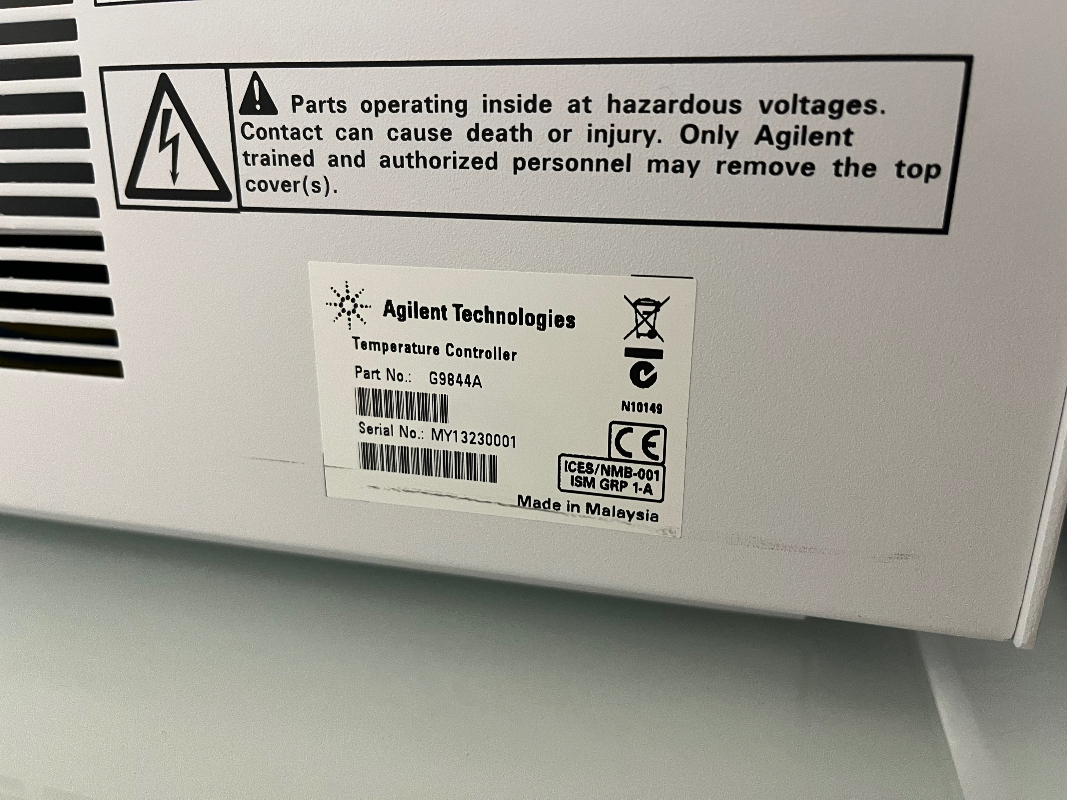 Parts operating inside at hazardous voltages.
Contact can cause death or injury. Only Agilent
trained and authorized personnel may remove the top
cover(s).
Agilent Technologies
Temperature Controller
Part No.: G9844A
Serial No.: MY13230001
N10149
CE
ICES/NMB-001
ISM GRP 1-A
Made in Malaysia